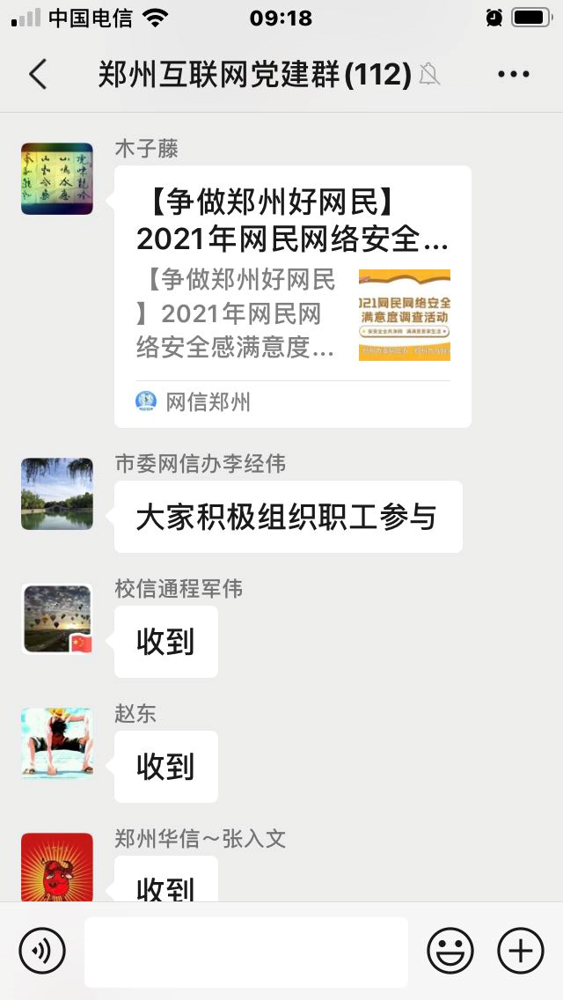 中国电信
09:18
郑州互联网党建群(112)
木子藤
【争做郑州好网民】
2021年网民网络安全...
【争做郑州好网民
】2021年网民网
络安全感满意度...
021网民网络安全
满意度调查活动
网信郑州
市委网信办李经伟
大家积极组织职工参与
校信通程军伟
收到
赵东
收到
郑州华信～张入文
收到